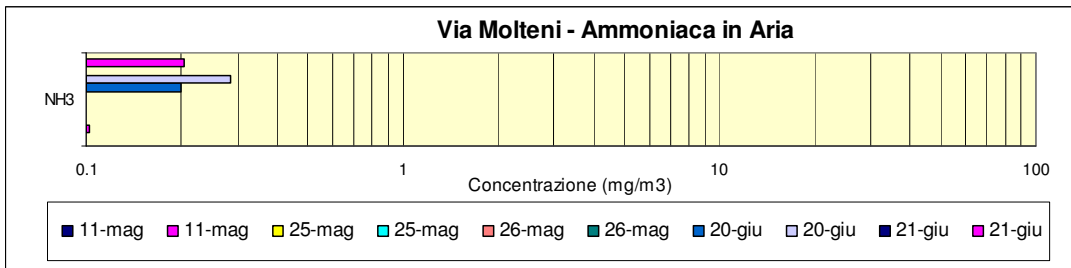 Via Molteni - Ammoniaca in Aria
NH3
0.1 1 10 100
Concentrazione (mg/m3)
11-mag 11-mag 25-mag 25-mag 26-mag 26-mag 20-giu 20-giu 21-giu 21-giu